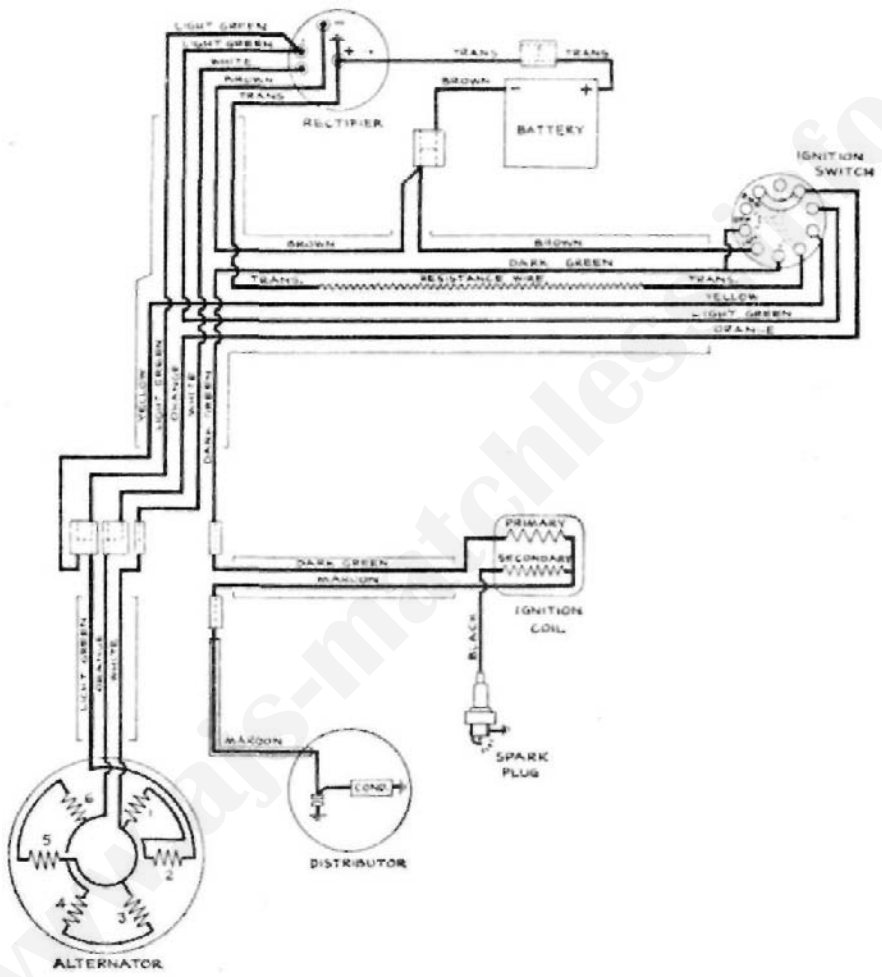 LIGHT GREEN
LIGHT GREEN
WHITE
BROWN
TRANS
RECTIFIER
−
+
-
TRANS
TRANS
BROWN
−
+
BATTERY
IGNITION
SWITCH
BROWN
BROWN
DARK GREEN
TRANS.
RESISTANCE WIRE
TRANS.
YELLOW
LIGHT GREEN
ORANGE
YELLOW
LIGHT GREEN
ORANGE
WHITE
DARK GREEN
PRIMARY
SECONDARY
DARK GREEN
MAROON
IGNITION
COIL
BLACK
SPARK
PLUG
LIGHT GREEN
ORANGE
WHITE
MAROON
COND.
DISTRIBUTOR
6
1
5
2
4
3
ALTERNATOR